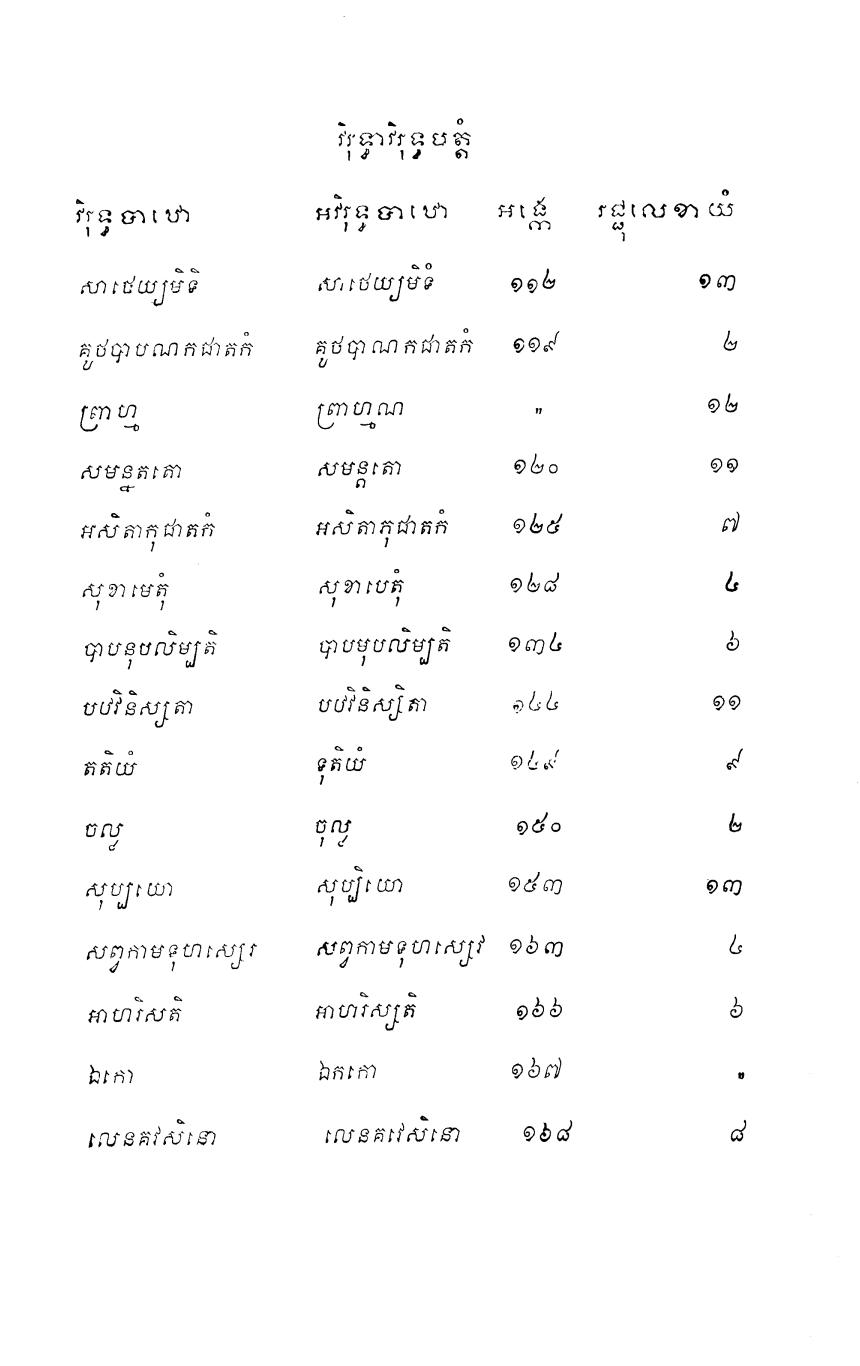 វិរុទ្ធាវិរុទ្ធបត្តំ
វិរុទ្ធបាឋោ អវិរុទ្ធបាឋោ អង្កេ រជ្ជុលេខាយំ
សាថេយ្យមិទិ សាថេយ្យមិទំ ១១២ ១៣
គូថបាបណកជាតកំ គូថបាណកជាតកំ ១១៩ ២
ព្រាហ្ម ព្រាហ្មណ " ១២
សមន្នតតោ សមន្តតោ ១២០ ១១
អសិតាកុជាតកំ អសិតាភុជាតកំ ១២៥ ៧
សុខាមេតុំ សុខាបេតុំ ១២៨ ៤
បាបនុបលិម្បតិ បាបមុបលិម្បតិ ១៣៤ ៦
បឋវិនិស្សតា បឋវិនិស្សិតា ១៤៤ ១១
តតិយំ ទុតិយំ ១៤៩ ៩
ចល្ល ចុល្ល ១៥០ ២
សុប្បយោ សុប្បិយោ ១៥៣ ១៣
សព្វកាមទុហស្សេរ សព្វកាមទុហស្សេវ ១៦៣ ៤
អាហរិសតិ អាហរិស្សតិ ១៦៦ ៦
ឯកោ ឯកកោ ១៦៧ "
លេនគវសិនោ លេនគវេសិនោ ១៦៨ ៨